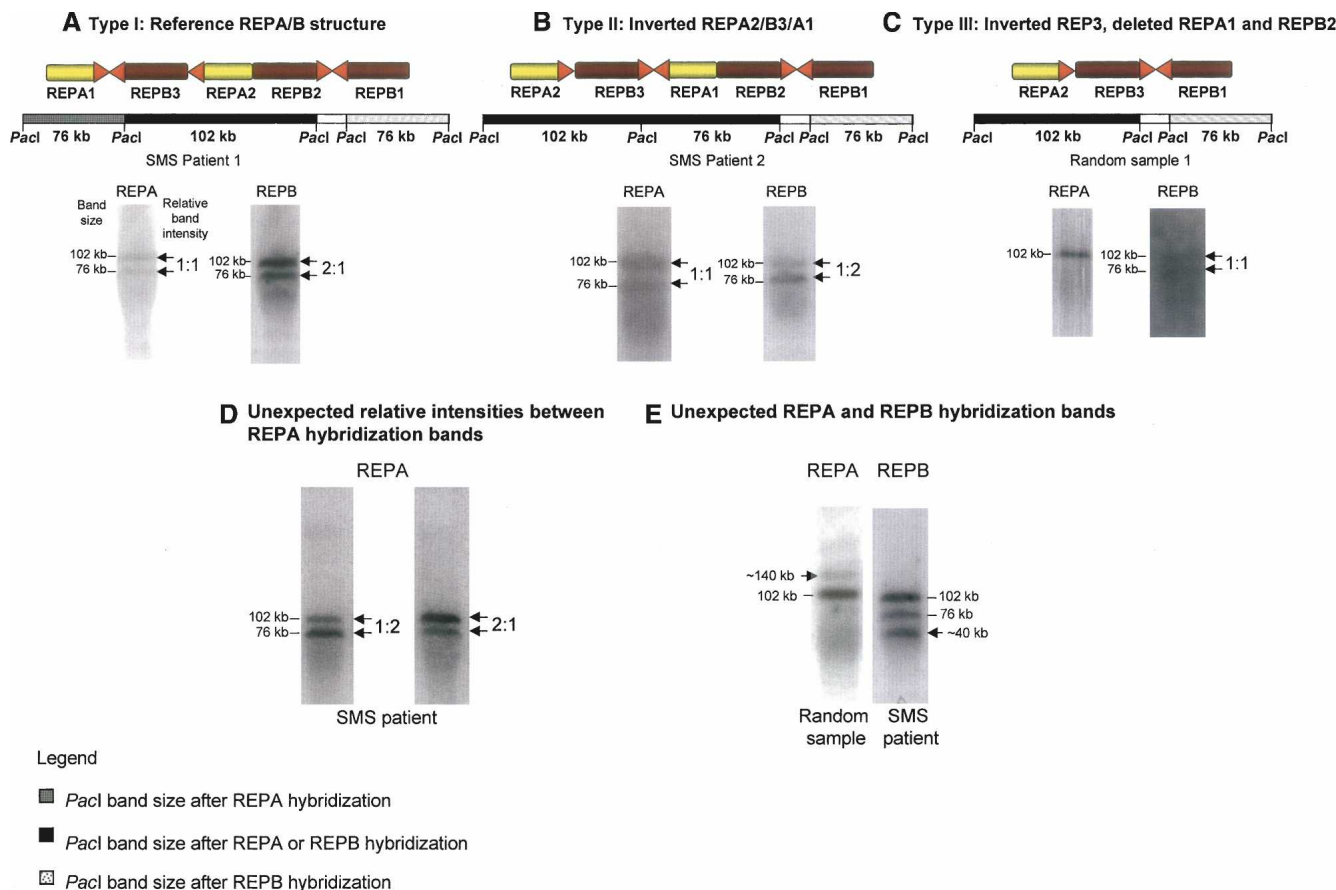 A Type I: Reference REPA/B structure
B Type II: Inverted REPA2/B3/A1
C Type III: Inverted REP3, deleted REPA1 and REPB2
REPA1 REPB3 REPA2 REPB2 REPB1
REPA2 REPB3 REPA1 REPB2 REPB1
REPA2 REPB3 REPB1
PacI 76 kb PacI 102 kb PacI PacI 76 kb PacI
PacI 102 kb PacI 76 kb PacI PacI 76 kb PacI
PacI 102 kb PacI PacI 76 kb PacI
SMS Patient 1
SMS Patient 2
Random sample 1
Band size
REPA
Relative band intensity
REPB
102 kb
76 kb
1:1
102 kb
76 kb
2:1
REPA
REPB
102 kb
76 kb
1:1
102 kb
76 kb
1:2
REPA
REPB
102 kb
102 kb
76 kb
1:1
D Unexpected relative intensities between
REPA hybridization bands
REPA
102 kb
76 kb
1:2
2:1
SMS patient
E Unexpected REPA and REPB hybridization bands
REPA REPB
~140 kb
102 kb
102 kb
76 kb
~40 kb
Random sample
SMS patient
Legend
PacI band size after REPA hybridization
PacI band size after REPA or REPB hybridization
PacI band size after REPB hybridization